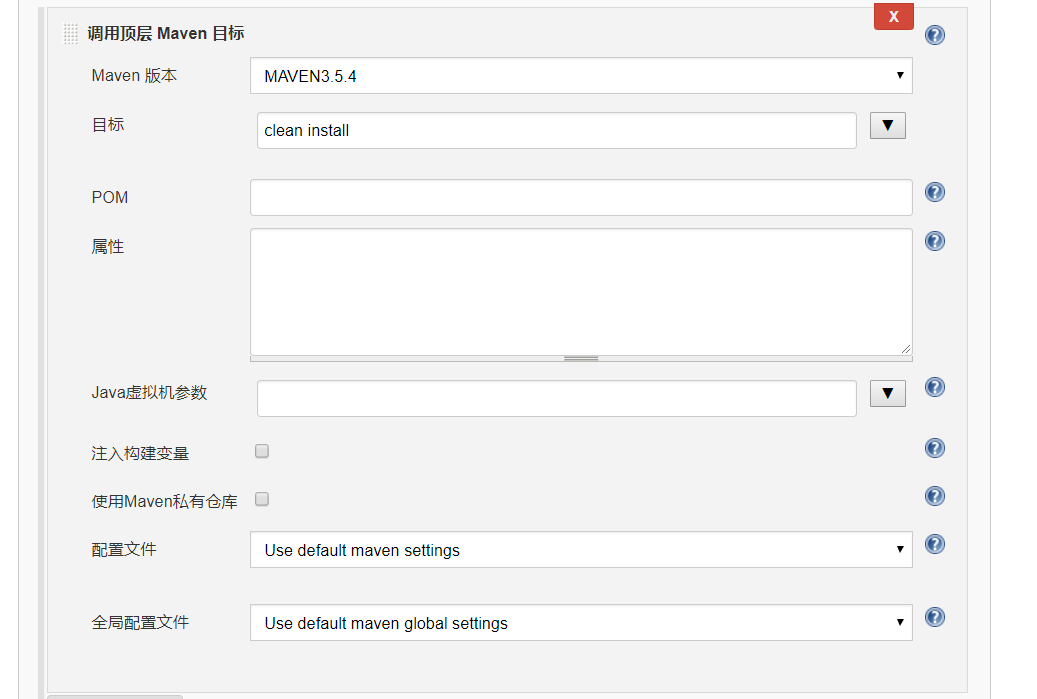 调用顶层 Maven 目标
X
Maven 版本
MAVEN3.5.4
目标
clean install
POM
属性
Java虚拟机参数
注入构建变量
使用Maven私有仓库
配置文件
Use default maven settings
全局配置文件
Use default maven global settings